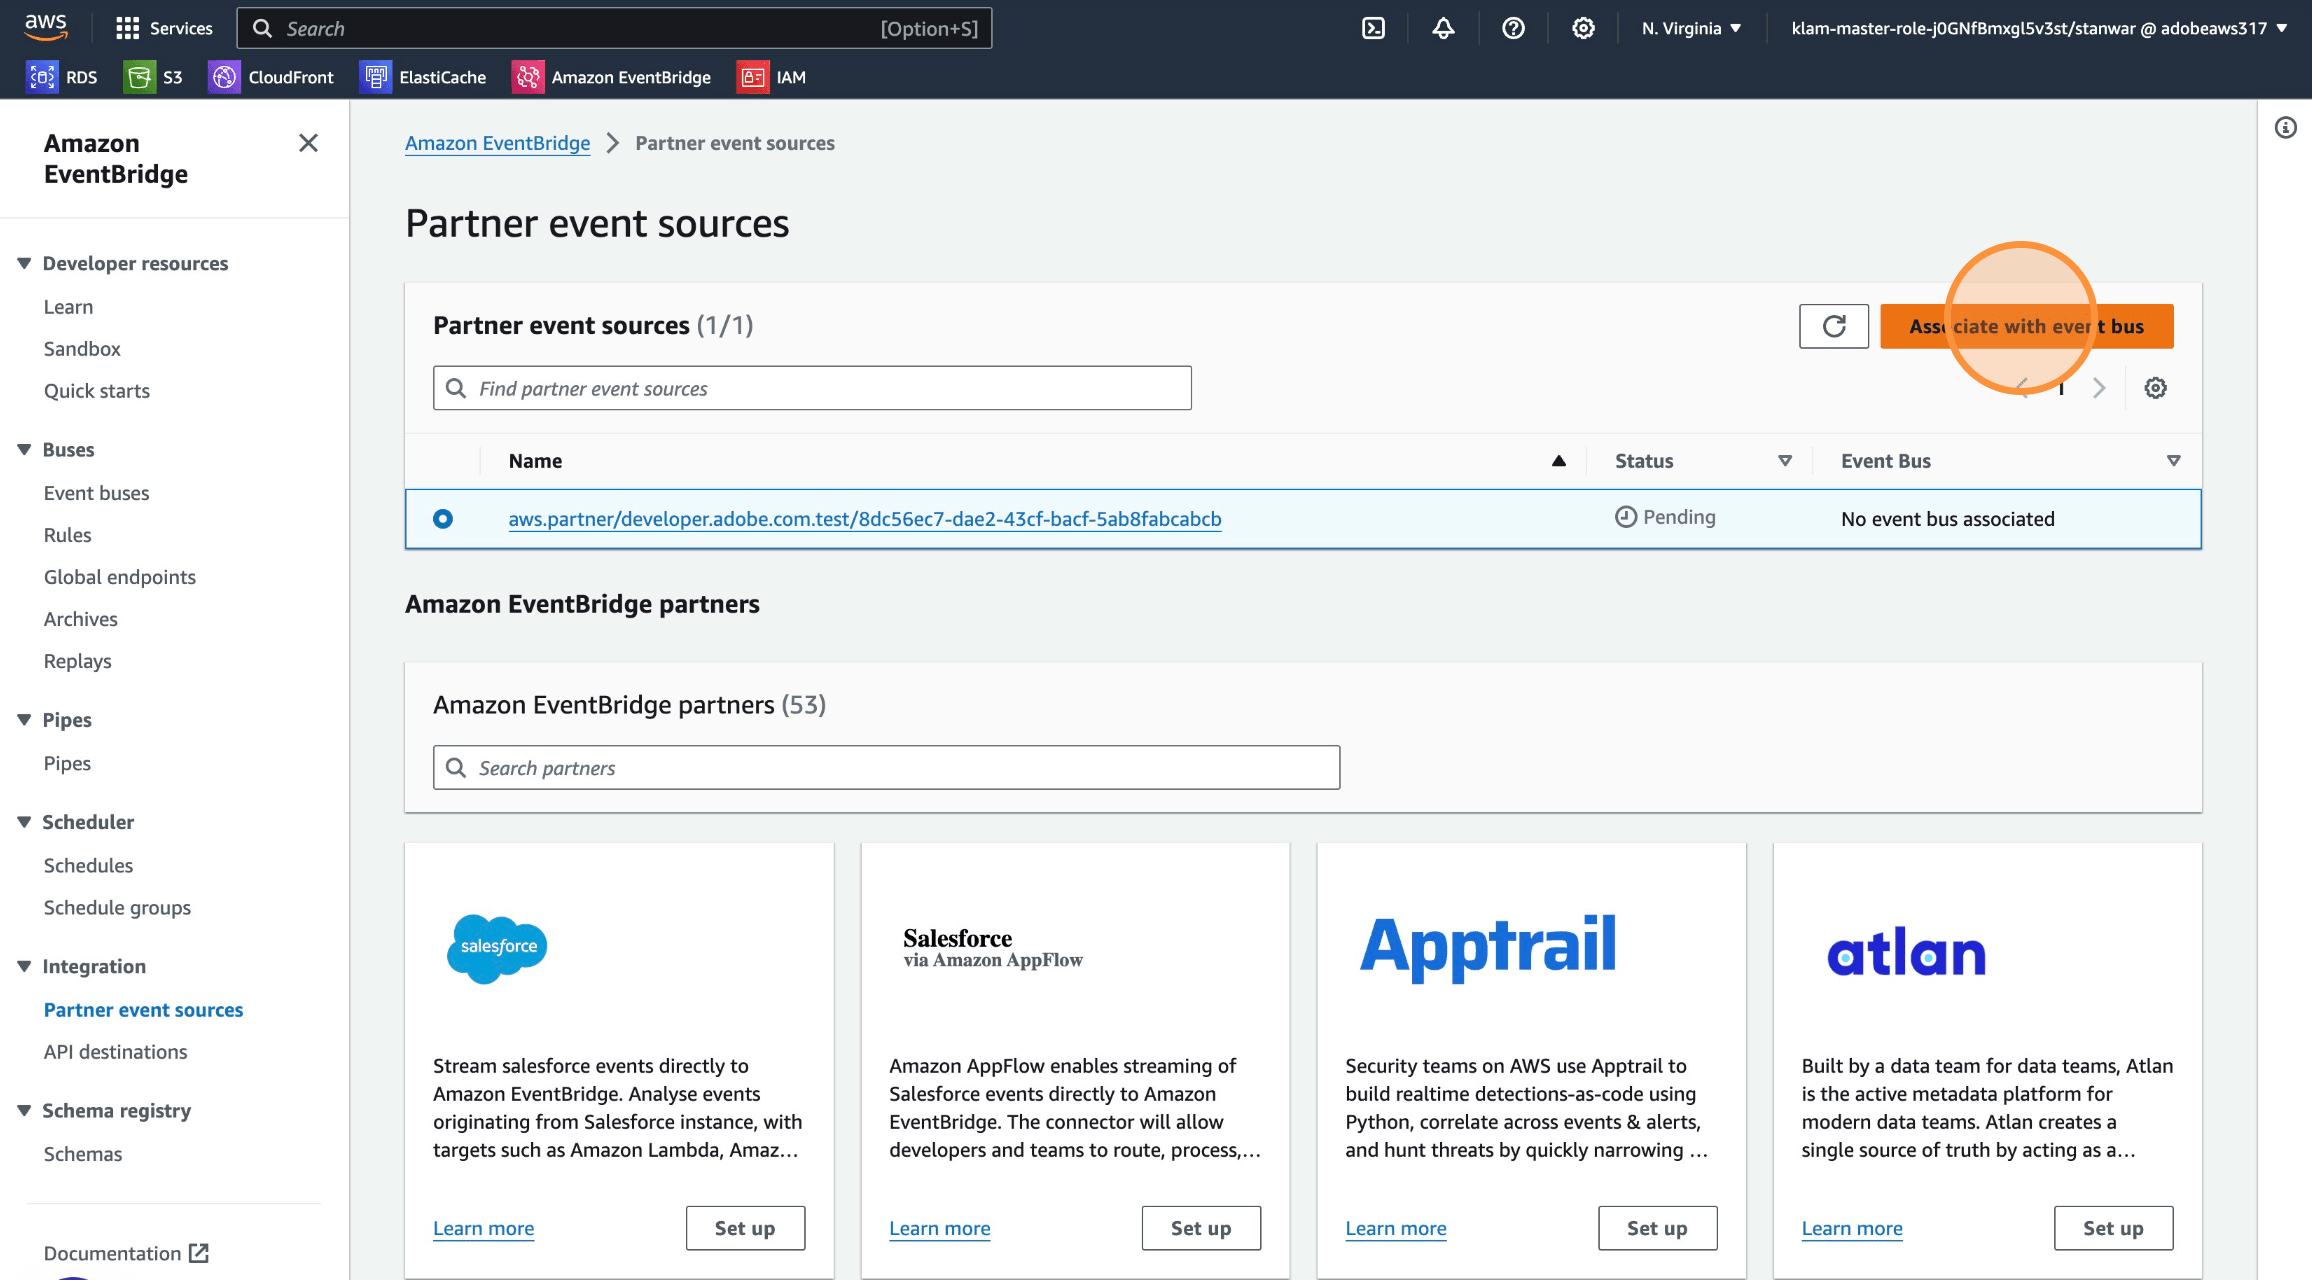 aws
Services
Search
[Option+S]
N. Virginia
klam-master-role-j0GNfBmxgl5v3st/stanwar @ adobeaws317
RDS
S3
CloudFront
ElastiCache
Amazon EventBridge
IAM
Amazon
EventBridge
Developer resources
Learn
Sandbox
Quick starts
Buses
Event buses
Rules
Global endpoints
Archives
Replays
Pipes
Pipes
Scheduler
Schedules
Schedule groups
Integration
Partner event sources
API destinations
Schema registry
Schemas
Documentation
Amazon EventBridge
Partner event sources
Partner event sources
Partner event sources (1/1)
Associate with event bus
Find partner event sources
1
Name
Status
Event Bus
aws.partner/developer.adobe.com.test/8dc56ec7-dae2-43cf-bacf-5ab8fabcabcb
Pending
No event bus associated
Amazon EventBridge partners
Amazon EventBridge partners (53)
Search partners
salesforce
Stream salesforce events directly to
Amazon EventBridge. Analyse events
originating from Salesforce instance, with
targets such as Amazon Lambda, Amaz...
Learn more
Set up
Salesforce
via Amazon AppFlow
Amazon AppFlow enables streaming of
Salesforce events directly to Amazon
EventBridge. The connector will allow
developers and teams to route, process,...
Learn more
Set up
Apptrail
Security teams on AWS use Apptrail to
build realtime detections-as-code using
Python, correlate across events & alerts,
and hunt threats by quickly narrowing ...
Learn more
Set up
atlan
Built by a data team for data teams, Atlan
is the active metadata platform for
modern data teams. Atlan creates a
single source of truth by acting as a...
Learn more
Set up